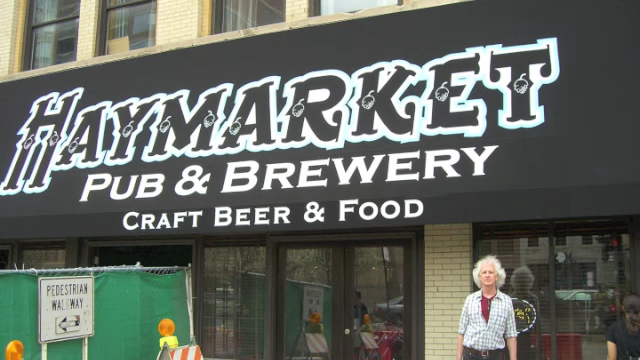 HAYMARKET
PUB & BREWERY
CRAFT BEER & FOOD
PEDESTRIAN
WALKWAY